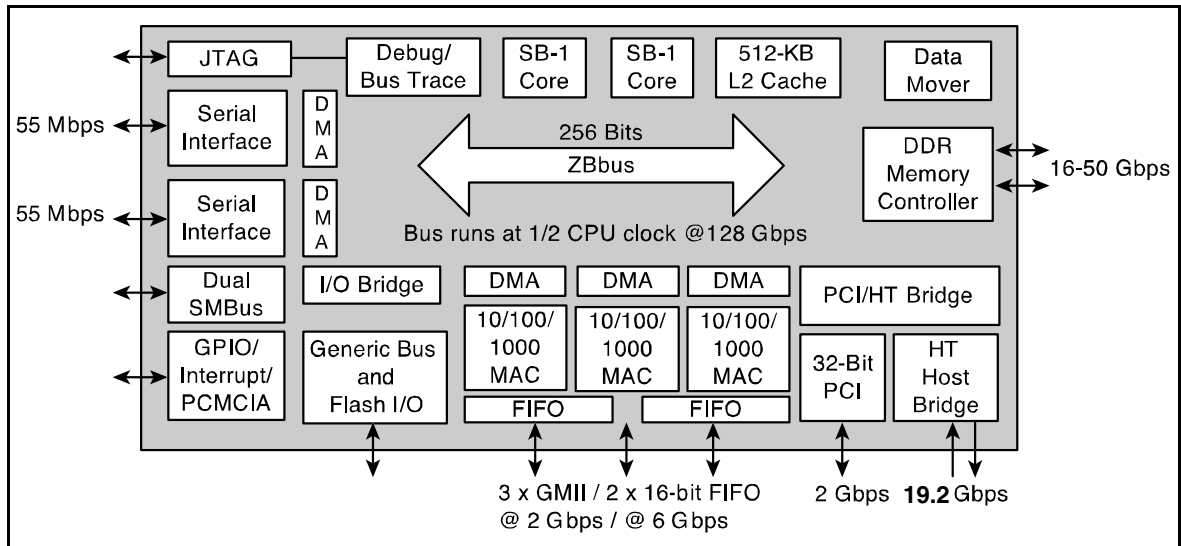 JTAG
Debug/
Bus Trace
SB-1
Core
SB-1
Core
512-KB
L2 Cache
Data
Mover
55 Mbps
Serial
Interface
D
M
A
256 Bits
ZBbus
DDR
Memory
Controller
16-50 Gbps
55 Mbps
Serial
Interface
D
M
A
Bus runs at 1/2 CPU clock @128 Gbps
Dual
SMBus
I/O Bridge
DMA
DMA
DMA
PCI/HT Bridge
GPIO/
Interrupt/
PCMCIA
Generic Bus
and
Flash I/O
10/100/
1000
MAC
10/100/
1000
MAC
10/100/
1000
MAC
32-Bit
PCI
HT
Host
Bridge
FIFO
FIFO
3 x GMII / 2 x 16-bit FIFO
@ 2 Gbps / @ 6 Gbps
2 Gbps
19.2 Gbps